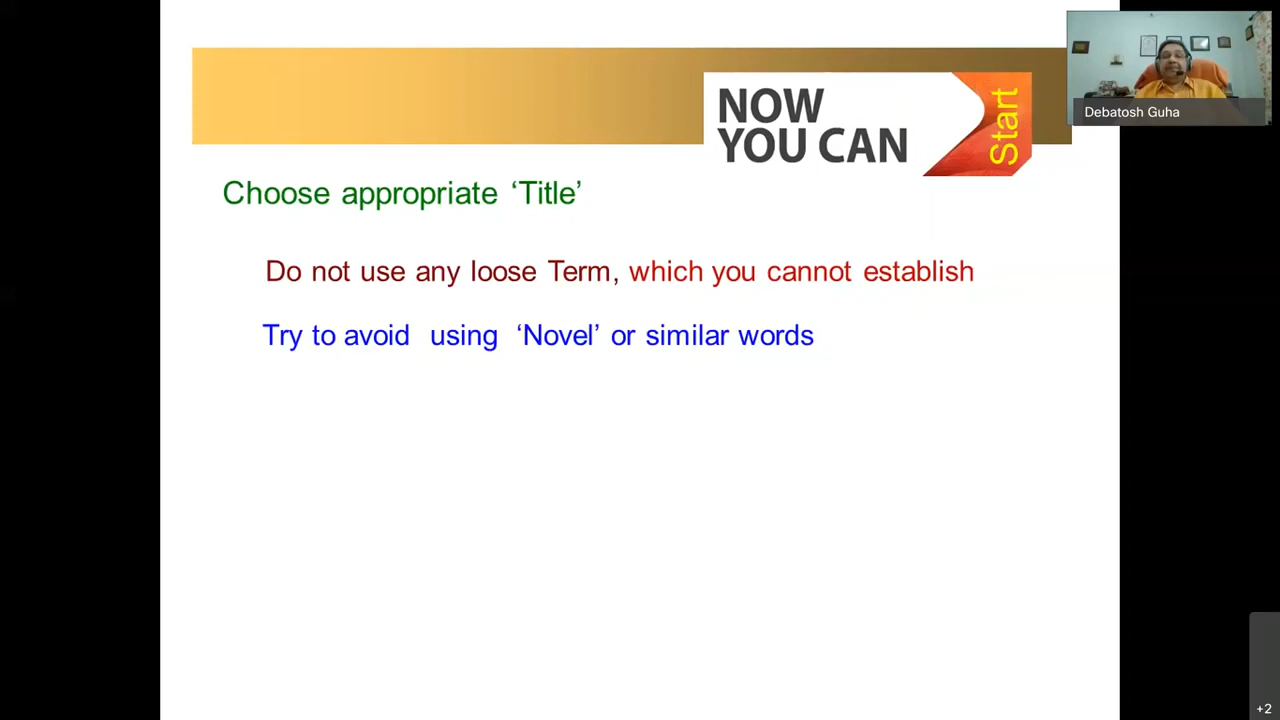 NOW
YOU CAN
Start
Debatosh Guha
Choose appropriate ‘Title’
Do not use any loose Term, which you cannot establish
Try to avoid using ‘Novel’ or similar words
+2